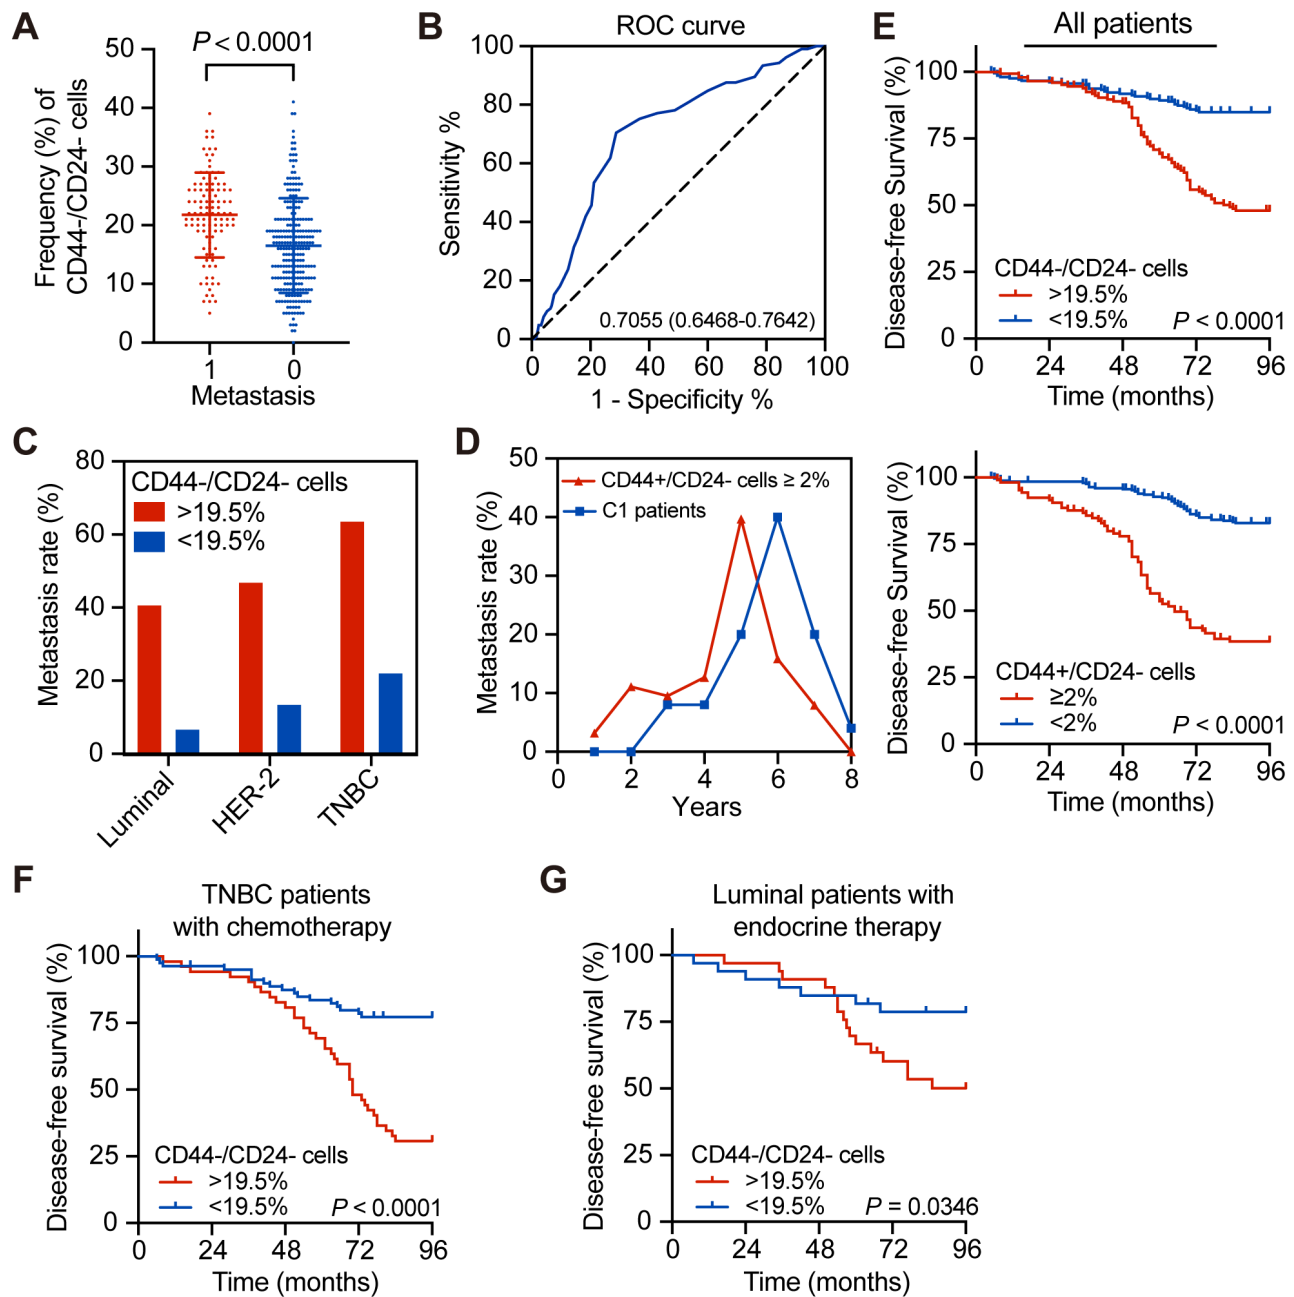 A
P < 0.0001
Frequency (%) of
CD44-/CD24- cells
50
40
30
20
10
0
1
0
Metastasis
B
ROC curve
Sensitivity %
100
80
60
40
20
0
0.7055 (0.6468-0.7642)
0
20
40
60
80
100
1 - Specificity %
E
All patients
Disease-free Survival (%)
100
75
50
25
0
CD44-/CD24- cells
>19.5%
<19.5%
P < 0.0001
0
24
48
72
96
Time (months)
C
Metastasis rate (%)
80
60
40
20
0
CD44-/CD24- cells
>19.5%
<19.5%
Luminal
HER-2
TNBC
D
Metastasis rate (%)
50
40
30
20
10
0
CD44+/CD24- cells ≥ 2%
C1 patients
0
2
4
6
8
Years
Disease-free Survival (%)
100
75
50
25
0
CD44+/CD24- cells
≥2%
<2%
P < 0.0001
0
24
48
72
96
Time (months)
F
TNBC patients
with chemotherapy
Disease-free survival (%)
100
75
50
25
0
CD44-/CD24- cells
>19.5%
<19.5%
P < 0.0001
0
24
48
72
96
Time (months)
G
Luminal patients with
endocrine therapy
Disease-free survival (%)
100
75
50
25
0
CD44-/CD24- cells
>19.5%
<19.5%
P = 0.0346
0
24
48
72
96
Time (months)